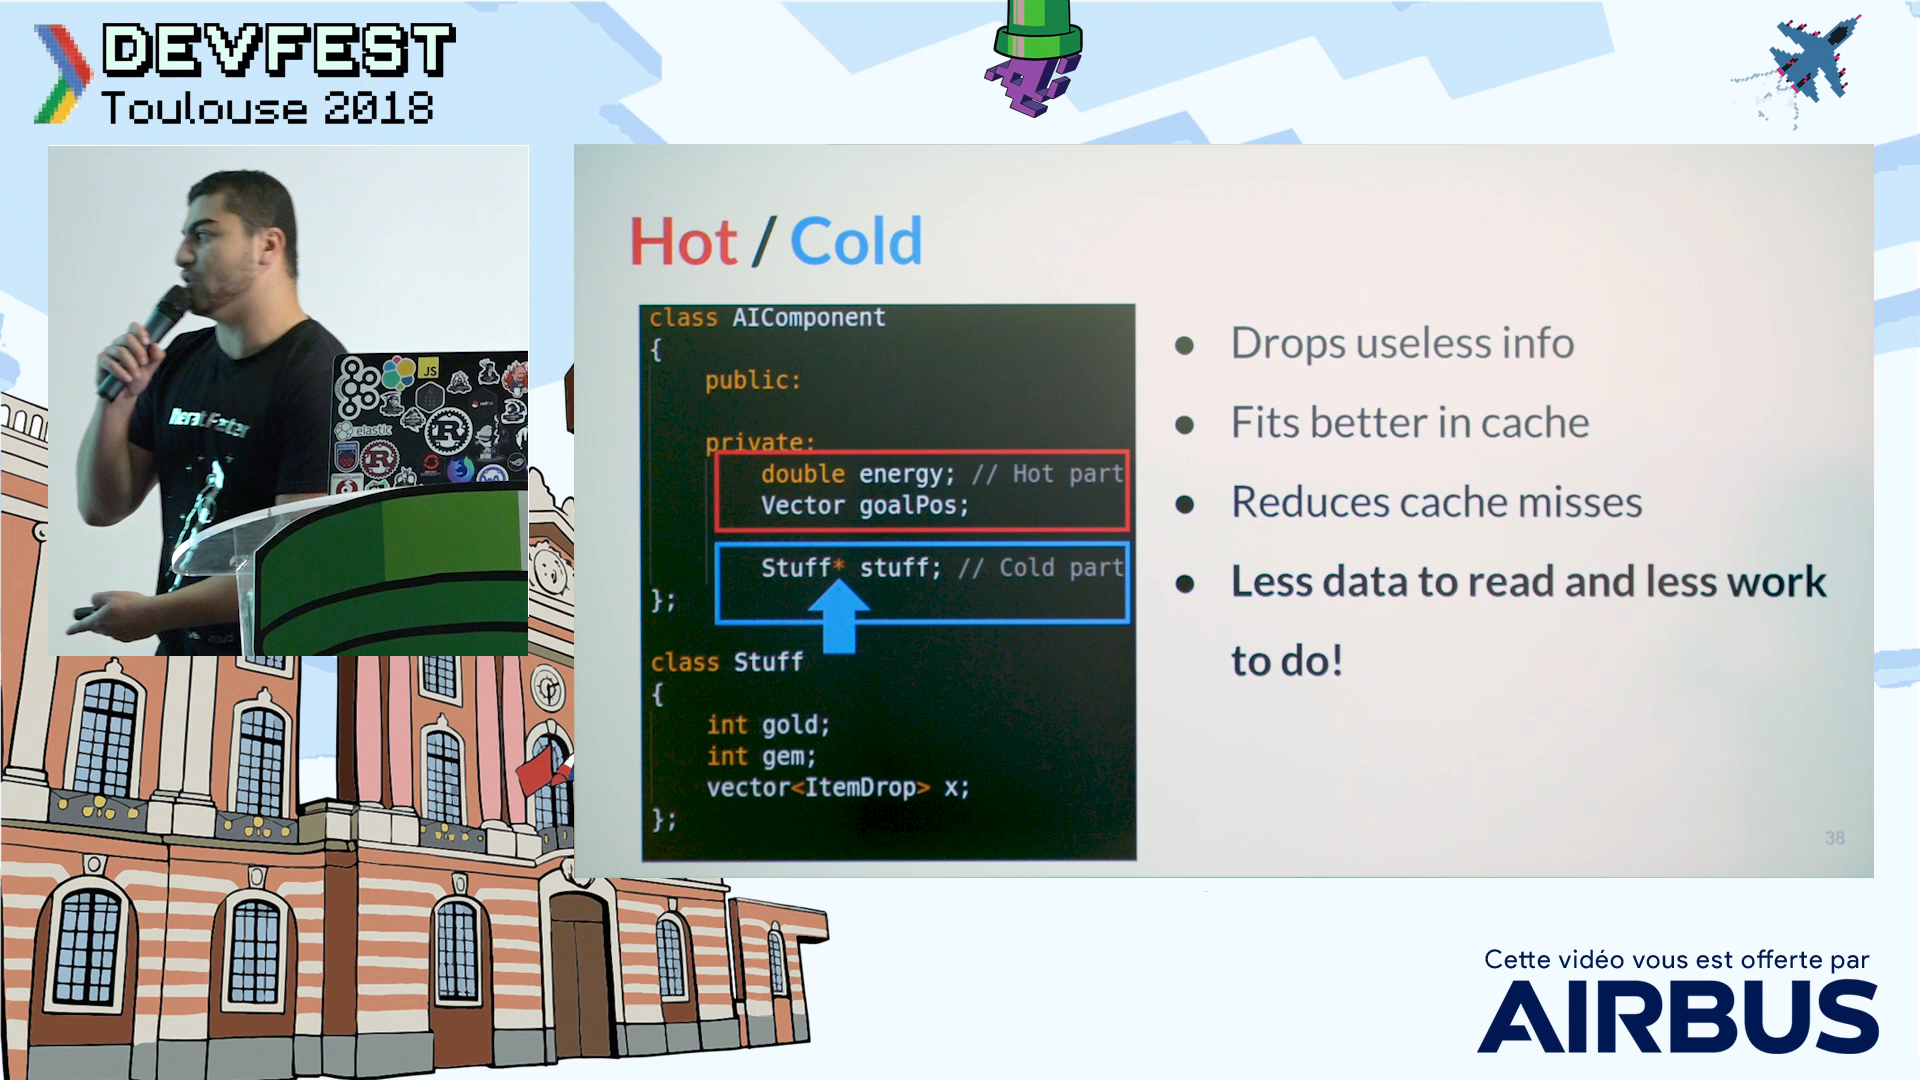 DEVFEST
Toulouse 2018
JS
elastic
R
R
Hot / Cold
class AIComponent
{
public:
private:
double energy; // Hot part
Vector goalPos;
Stuff* stuff; // Cold part
};
class Stuff
{
int gold;
int gem;
vector<ItemDrop> x;
};
● Drops useless info
● Fits better in cache
● Reduces cache misses
● Less data to read and less work
to do!
38
Cette vidéo vous est offerte par
AIRBUS